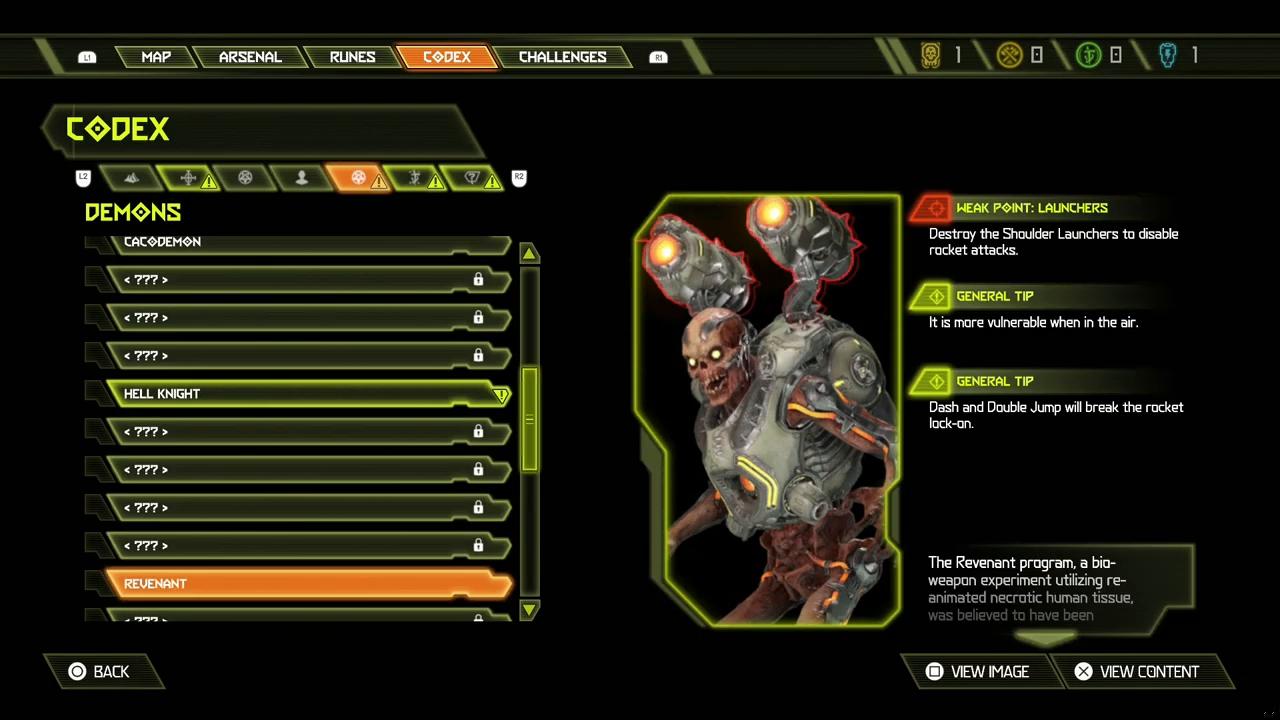 L1 MAP ARSENAL RUNES CODEX CHALLENGES R1 1 0 0 1
CODEX
L2 R2
DEMONS
CACODEMON
< ??? >
< ??? >
< ??? >
HELL KNIGHT
< ??? >
< ??? >
< ??? >
< ??? >
REVENANT
< ??? >
WEAK POINT: LAUNCHERS
Destroy the Shoulder Launchers to disable
rocket attacks.
GENERAL TIP
It is more vulnerable when in the air.
GENERAL TIP
Dash and Double Jump will break the rocket
lock-on.
The Revenant program, a bio-
weapon experiment utilizing re-
animated necrotic human tissue,
was believed to have been
BACK
VIEW IMAGE VIEW CONTENT